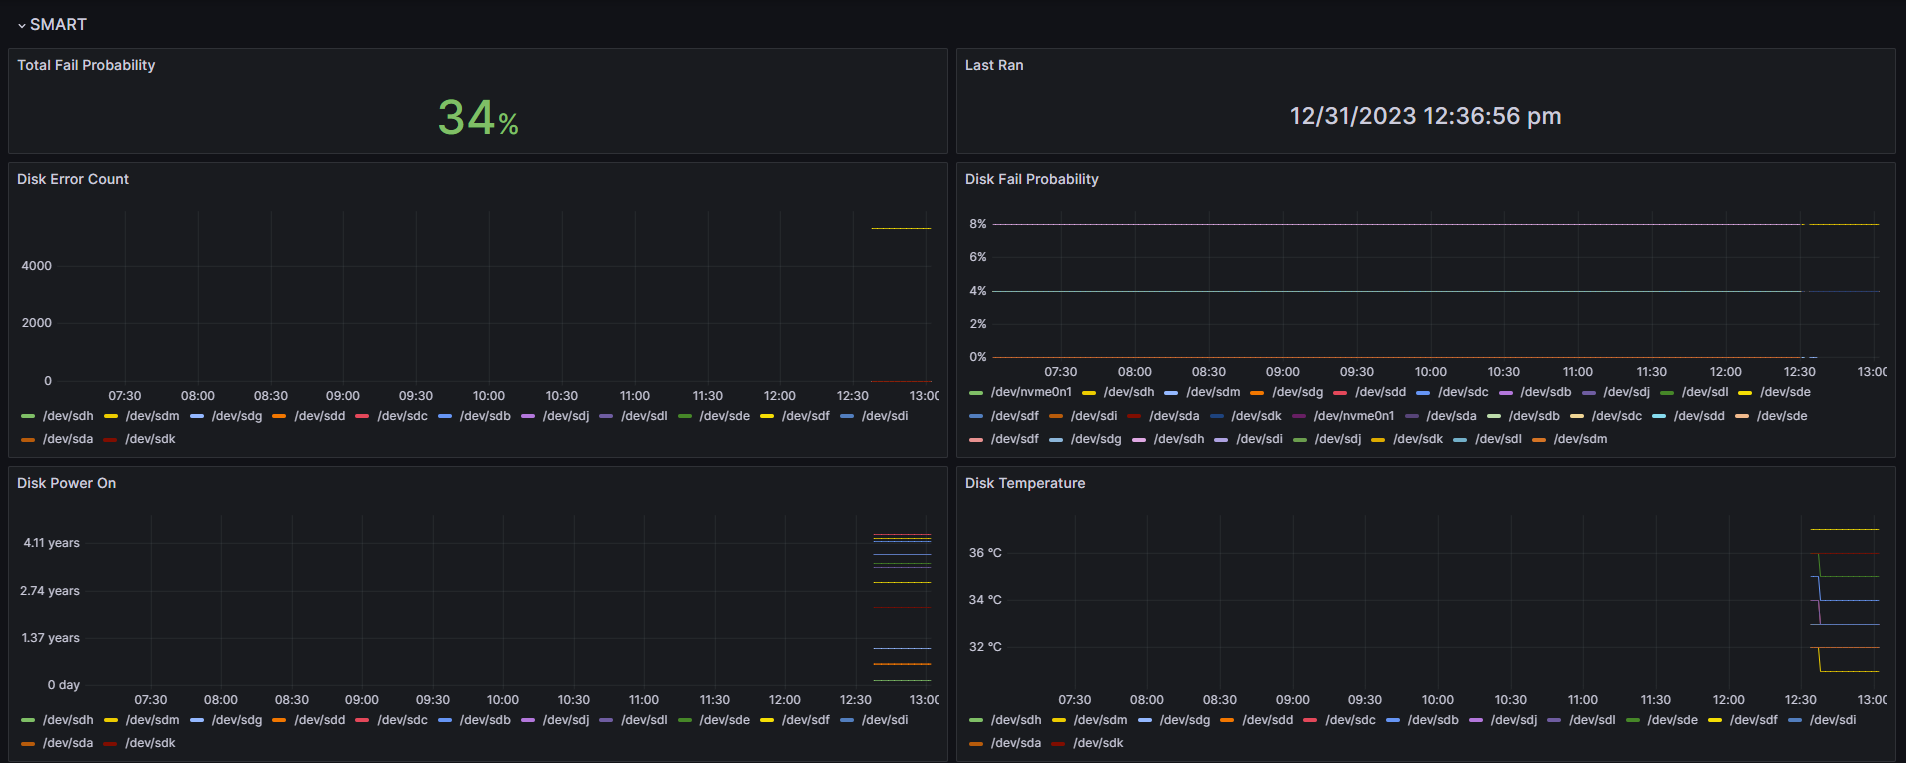 SMART
Total Fail Probability
34%
Last Ran
12/31/2023 12:36:56 pm
Disk Error Count
4000
2000
0
07:30 08:00 08:30 09:00 09:30 10:00 10:30 11:00 11:30 12:00 12:30 13:00
/dev/sdh /dev/sdm /dev/sdg /dev/sdd /dev/sdc /dev/sdb /dev/sdj /dev/sdl /dev/sde /dev/sdf /dev/sdi
/dev/sda /dev/sdk
Disk Fail Probability
8%
6%
4%
2%
0%
07:30 08:00 08:30 09:00 09:30 10:00 10:30 11:00 11:30 12:00 12:30 13:00
/dev/nvme0n1 /dev/sdh /dev/sdm /dev/sdg /dev/sdd /dev/sdc /dev/sdb /dev/sdj /dev/sdl /dev/sde
/dev/sdf /dev/sdi /dev/sda /dev/sdk /dev/nvme0n1 /dev/sda /dev/sdb /dev/sdc /dev/sdd /dev/sde
/dev/sdf /dev/sdg /dev/sdh /dev/sdi /dev/sdj /dev/sdk /dev/sdl /dev/sdm
Disk Power On
4.11 years
2.74 years
1.37 years
0 day
07:30 08:00 08:30 09:00 09:30 10:00 10:30 11:00 11:30 12:00 12:30 13:00
/dev/sdh /dev/sdm /dev/sdg /dev/sdd /dev/sdc /dev/sdb /dev/sdj /dev/sdl /dev/sde /dev/sdf /dev/sdi
/dev/sda /dev/sdk
Disk Temperature
36 °C
34 °C
32 °C
07:30 08:00 08:30 09:00 09:30 10:00 10:30 11:00 11:30 12:00 12:30 13:00
/dev/sdh /dev/sdm /dev/sdg /dev/sdd /dev/sdc /dev/sdb /dev/sdj /dev/sdl /dev/sde /dev/sdf /dev/sdi
/dev/sda /dev/sdk